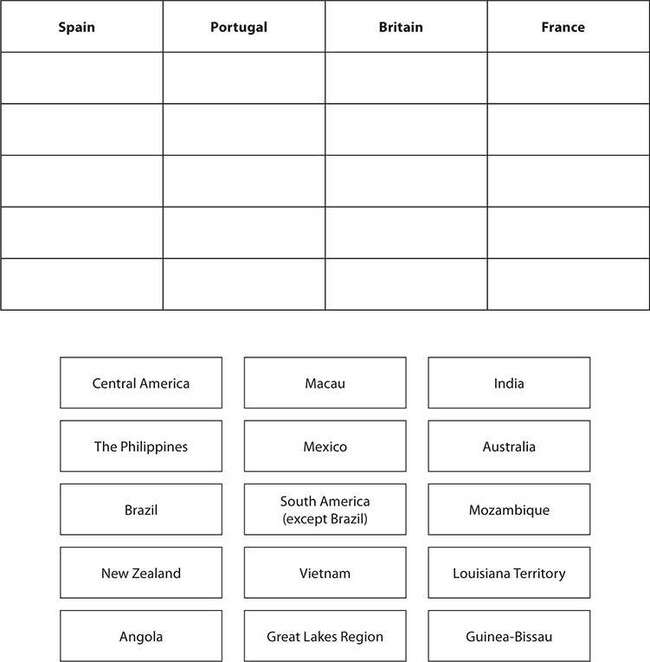 Spain Portugal Britain France
Central America Macau India
The Philippines Mexico Australia
Brazil South America
(except Brazil) Mozambique
New Zealand Vietnam Louisiana Territory
Angola Great Lakes Region Guinea-Bissau